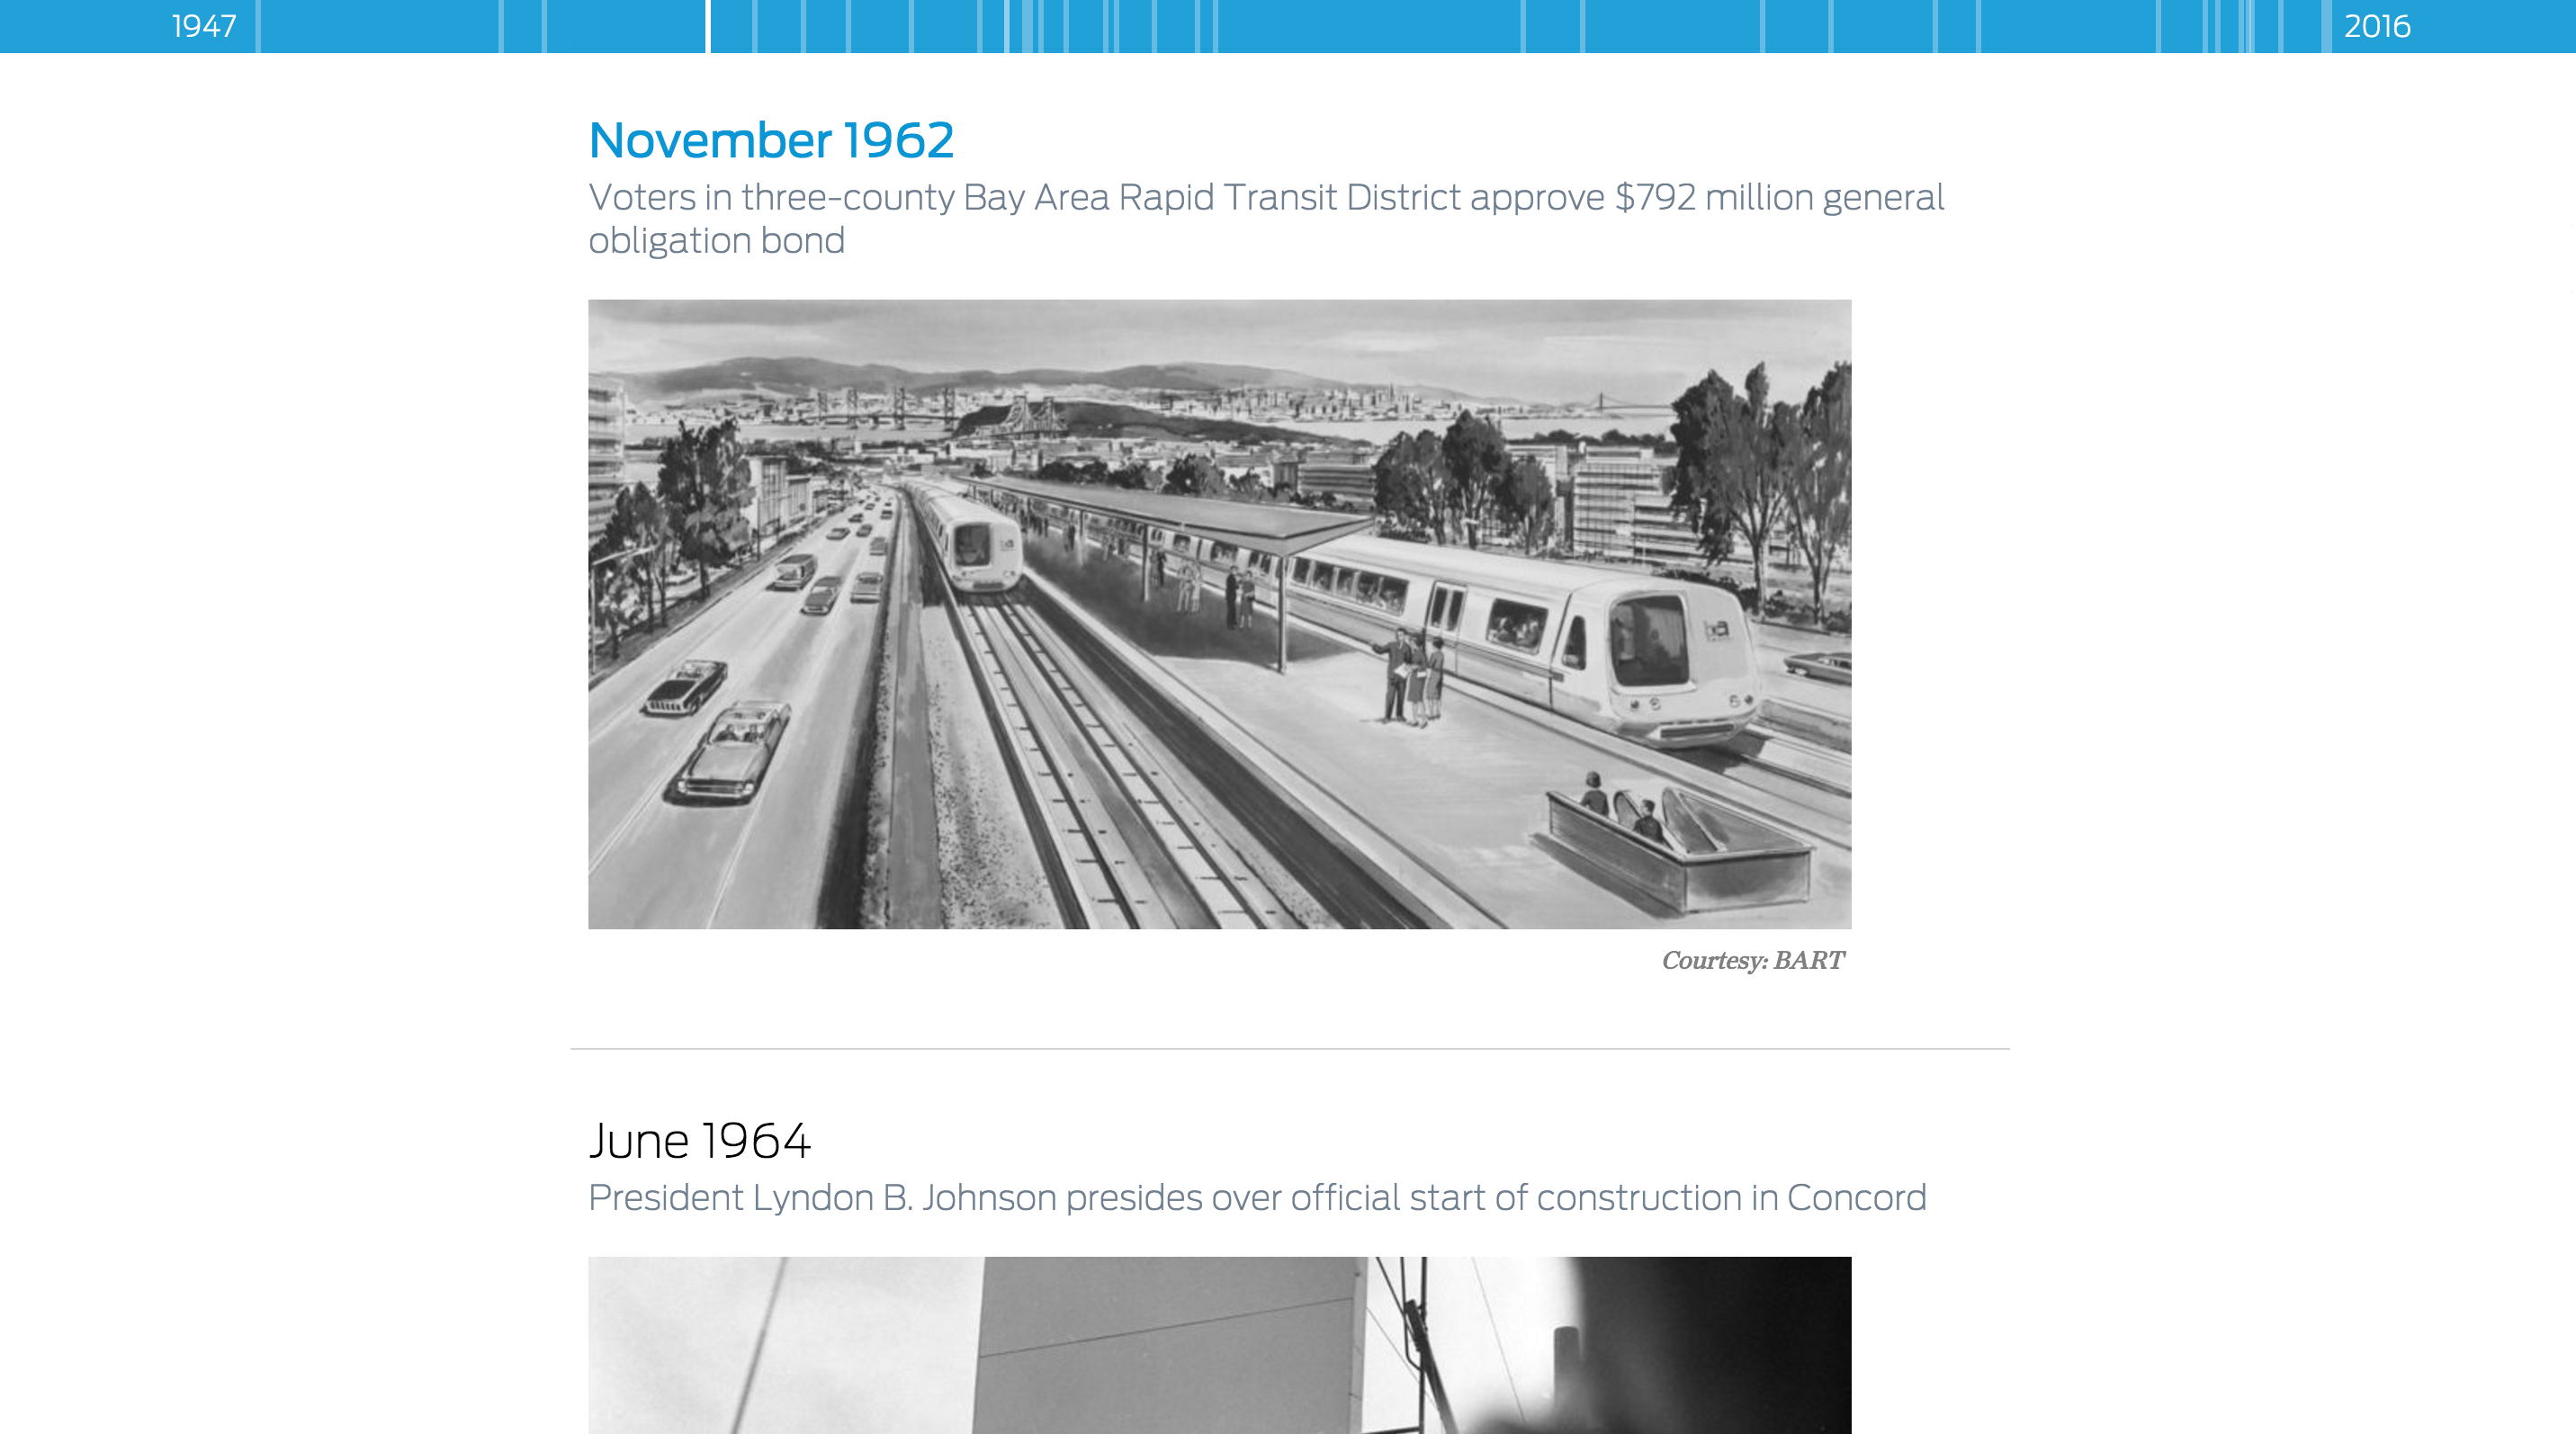 1947
2016
November 1962
Voters in three-county Bay Area Rapid Transit District approve $792 million general
obligation bond
ba
Courtesy: BART
June 1964
President Lyndon B. Johnson presides over official start of construction in Concord